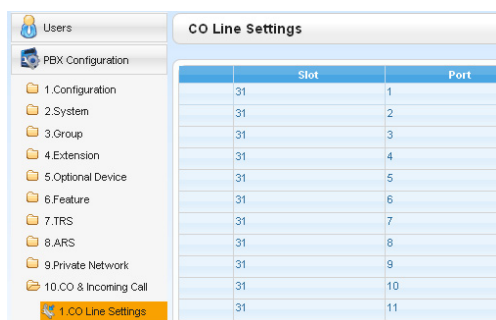 Users
PBX Configuration
1.Configuration
2.System
3.Group
4.Extension
5.Optional Device
6.Feature
7.TRS
8.ARS
9.Private Network
10.CO & Incoming Call
1.CO Line Settings
CO Line Settings
Slot Port
31 1
31 2
31 3
31 4
31 5
31 6
31 7
31 8
31 9
31 10
31 11